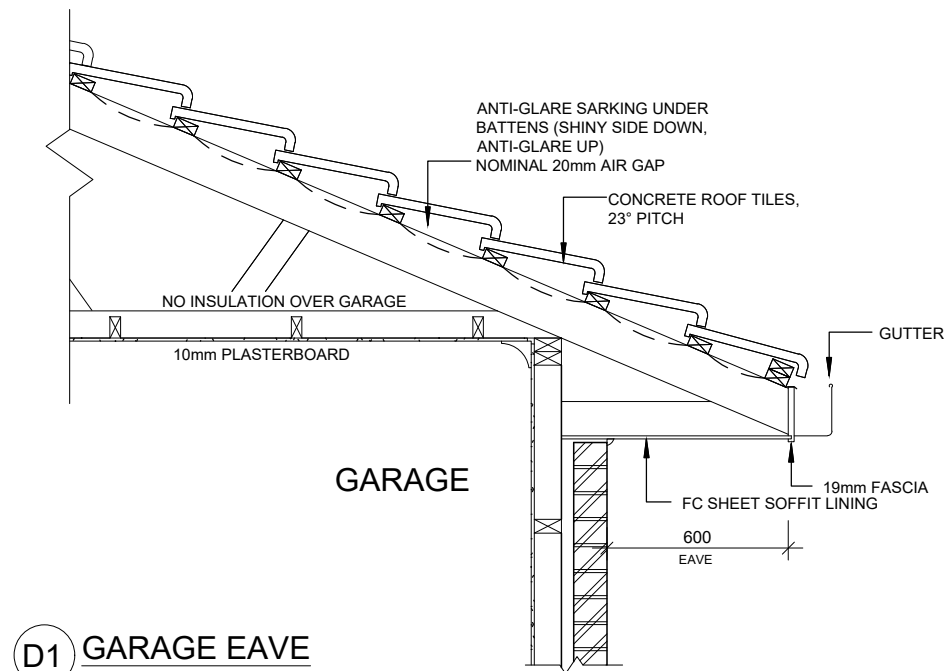 ANTI-GLARE SARKING UNDER
BATTENS (SHINY SIDE DOWN,
ANTI-GLARE UP)
NOMINAL 20mm AIR GAP
CONCRETE ROOF TILES,
23° PITCH
NO INSULATION OVER GARAGE
GUTTER
10mm PLASTERBOARD
GARAGE
19mm FASCIA
FC SHEET SOFFIT LINING
600
EAVE
D1 GARAGE EAVE